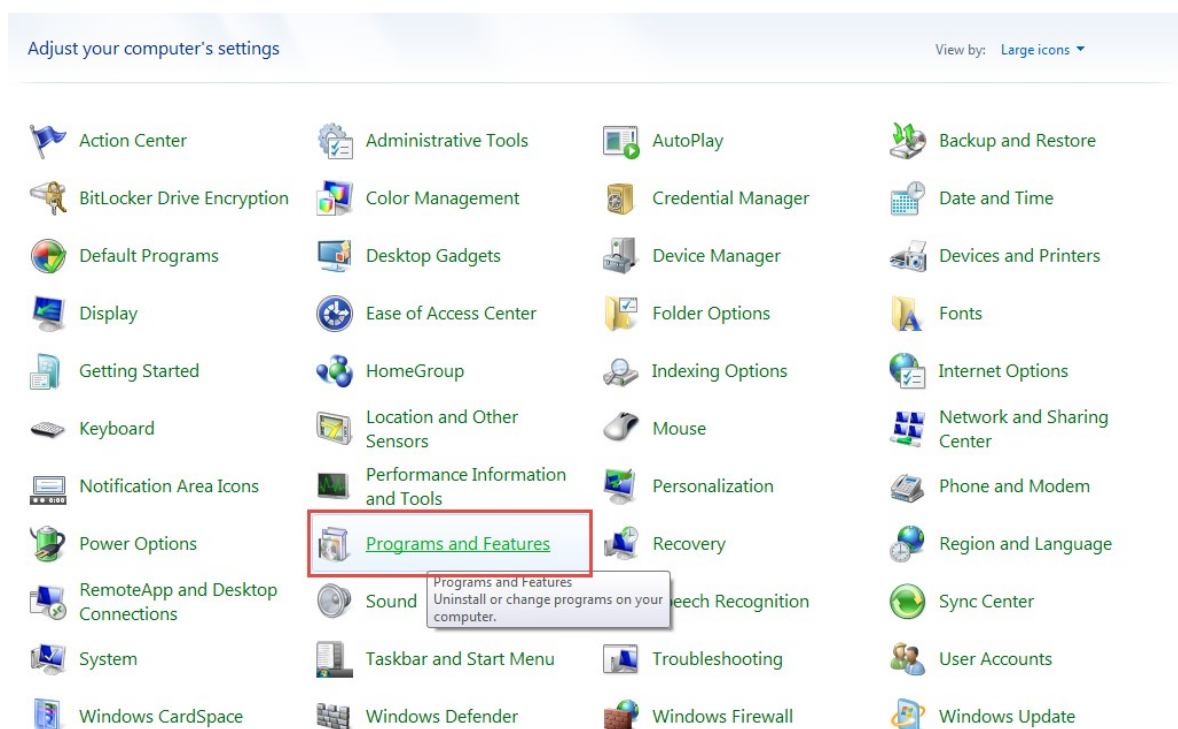 Adjust your computer's settings
View by: Large icons
Action Center
Administrative Tools
AutoPlay
Backup and Restore
BitLocker Drive Encryption
Color Management
Credential Manager
Date and Time
Default Programs
Desktop Gadgets
Device Manager
Devices and Printers
Display
Ease of Access Center
Folder Options
Fonts
Getting Started
HomeGroup
Indexing Options
Internet Options
Keyboard
Location and Other
Sensors
Mouse
Network and Sharing
Center
Notification Area Icons
Performance Information
and Tools
Personalization
Phone and Modem
Power Options
Programs and Features
Recovery
Region and Language
RemoteApp and Desktop
Connections
Sound
Programs and Features
Uninstall or change programs on your
computer.
peech Recognition
Sync Center
System
Taskbar and Start Menu
Troubleshooting
User Accounts
Windows CardSpace
Windows Defender
Windows Firewall
Windows Update